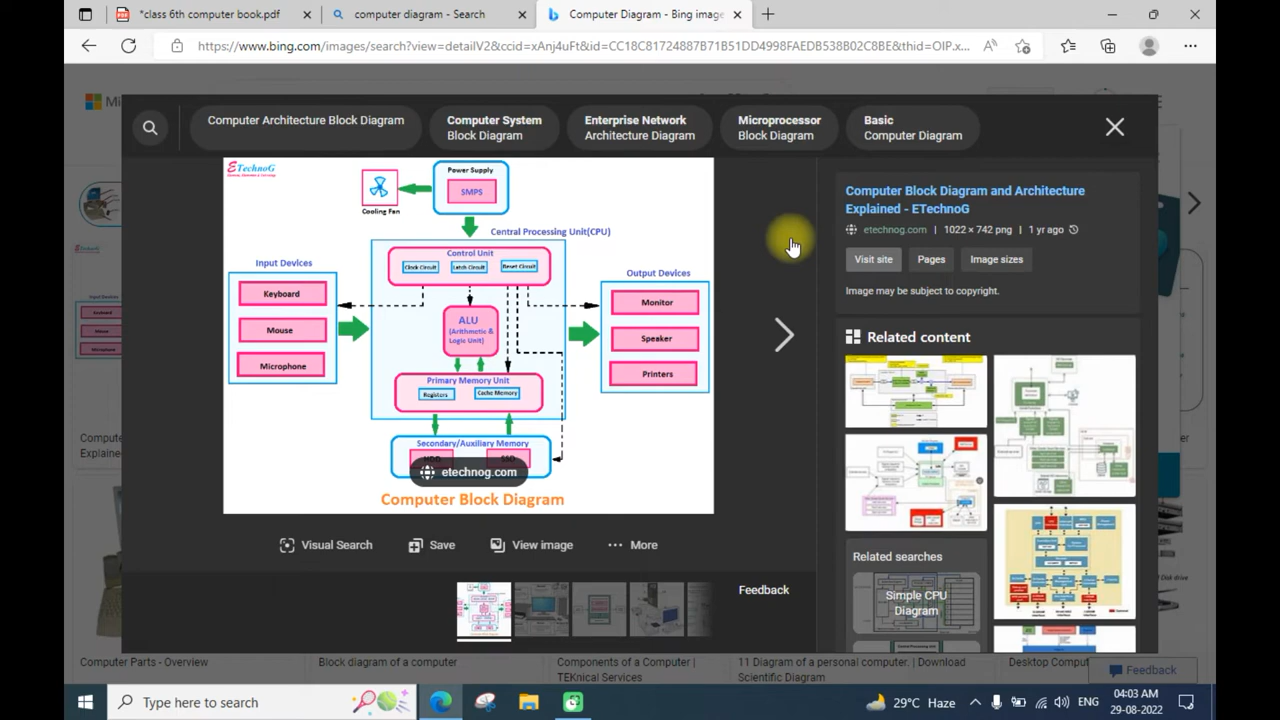 *class 6th computer book.pdf
computer diagram - Search
Computer Diagram - Bing image
https://www.bing.com/images/search?view=detailV2&ccid=xAnj4uFt&id=CC18C81724887B71B51DD4998FAEDB538B02C8BE&thid=OIP.x...
Computer Architecture Block Diagram
Computer System
Block Diagram
Enterprise Network
Architecture Diagram
Microprocessor
Block Diagram
Basic
Computer Diagram
ETechnoG
Power Supply
SMPS
Cooling Fan
Central Processing Unit(CPU)
Control Unit
Clock Circuit
Latch Circuit
Reset Circuit
Input Devices
Keyboard
Mouse
Microphone
ALU
(Arithmetic &
Logic Unit)
Output Devices
Monitor
Speaker
Printers
Primary Memory Unit
Registers
Cache Memory
Secondary/Auxiliary Memory
HDD
SSD
etechnog.com
Computer Block Diagram
Visual Search
Save
View image
More
Feedback
Computer Block Diagram and Architecture
Explained - ETechnoG
etechnog.com | 1022 × 742 png | 1 yr ago
Visit site
Pages
Image sizes
Image may be subject to copyright.
Related content
Related searches
Simple CPU
Diagram
Computer
Explained
Computer Parts - Overview
Block diagram of a computer
Components of a Computer |
TEKnical Services
11 Diagram of a personal computer. | Download
Scientific Diagram
Desktop Comput
Feedback
Type here to search
29°C Haze
ENG
04:03 AM
29-08-2022